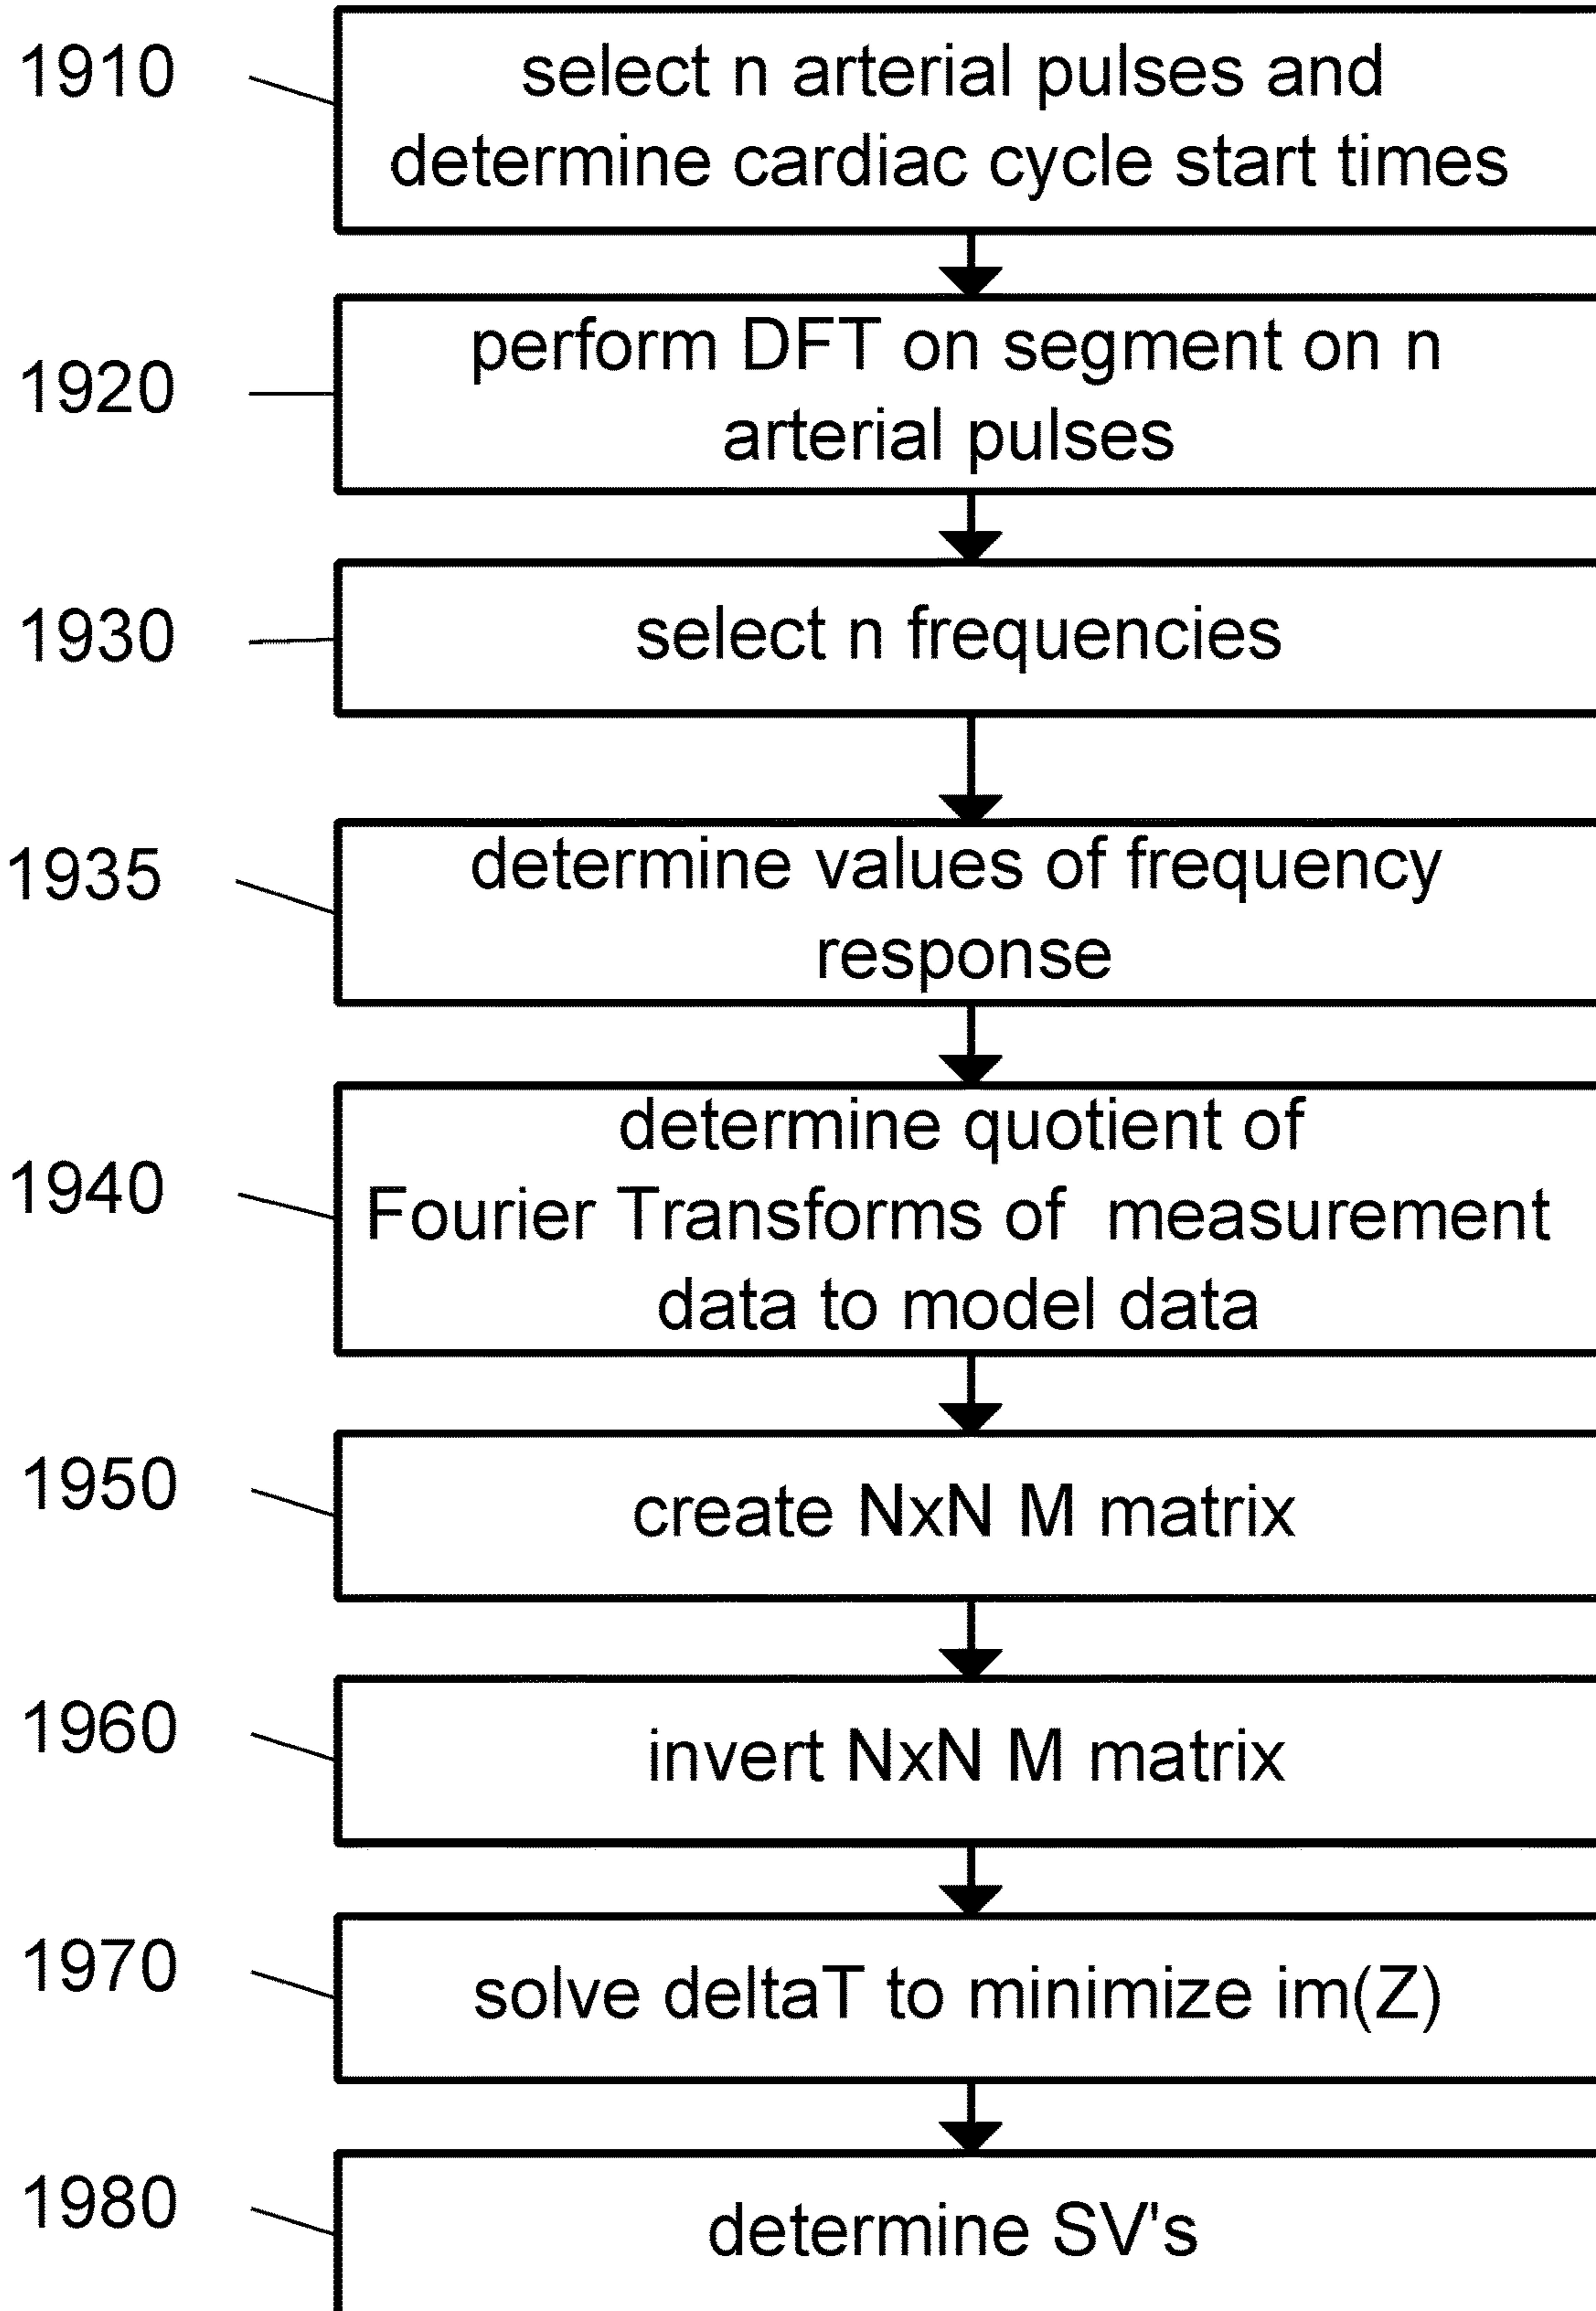 1910
select n arterial pulses and
determine cardiac cycle start times
1920
perform DFT on segment on n
arterial pulses
1930
select n frequencies
1935
determine values of frequency
response
1940
determine quotient of
Fourier Transforms of measurement
data to model data
1950
create NxN M matrix
1960
invert NxN M matrix
1970
solve deltaT to minimize im(Z)
1980
determine SV's